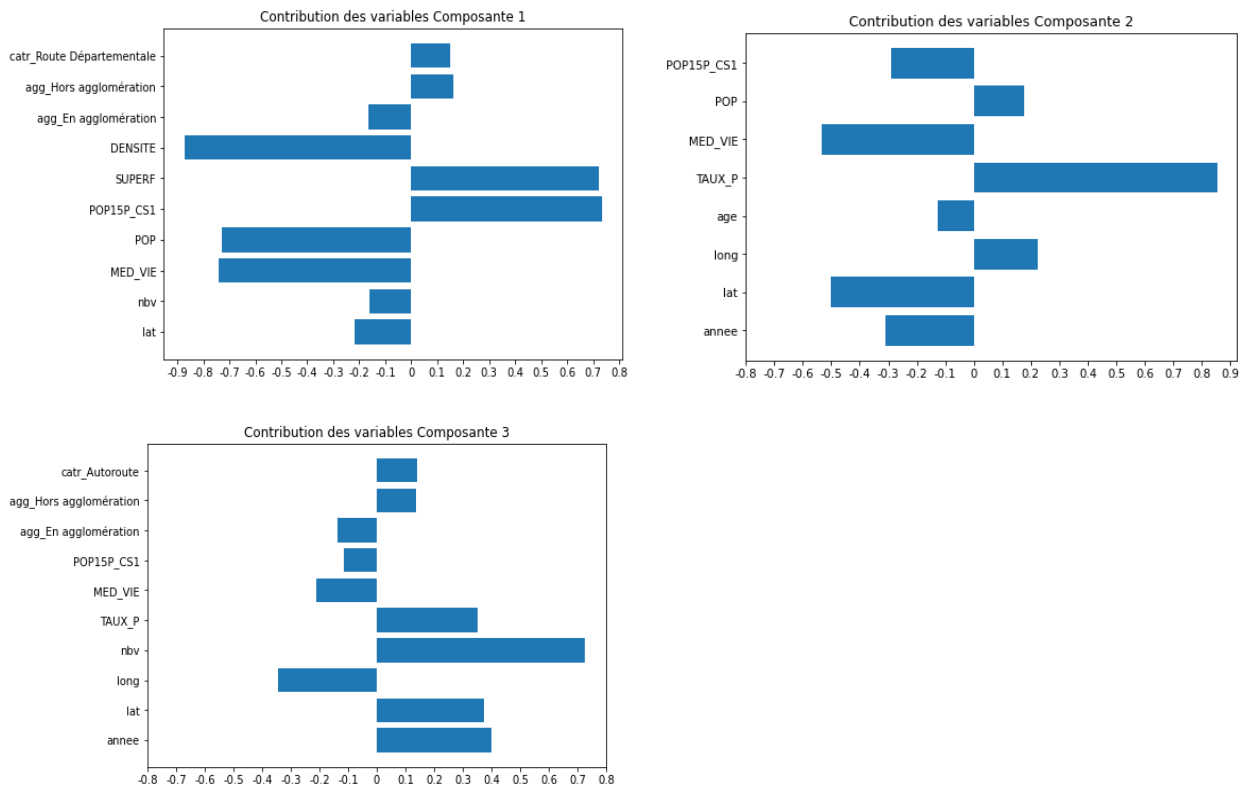 Contribution des variables Composante 1
catr_Route Départementale
agg_Hors agglomération
agg_En agglomération
DENSITE
SUPERF
POP15P_CS1
POP
MED_VIE
nbv
lat
-0.9 -0.8 -0.7 -0.6 -0.5 -0.4 -0.3 -0.2 -0.1 0 0.1 0.2 0.3 0.4 0.5 0.6 0.7 0.8
Contribution des variables Composante 2
POP15P_CS1
POP
MED_VIE
TAUX_P
age
long
lat
annee
-0.8 -0.7 -0.6 -0.5 -0.4 -0.3 -0.2 -0.1 0 0.1 0.2 0.3 0.4 0.5 0.6 0.7 0.8 0.9
Contribution des variables Composante 3
catr_Autoroute
agg_Hors agglomération
agg_En agglomération
POP15P_CS1
MED_VIE
TAUX_P
nbv
long
lat
annee
-0.8 -0.7 -0.6 -0.5 -0.4 -0.3 -0.2 -0.1 0 0.1 0.2 0.3 0.4 0.5 0.6 0.7 0.8